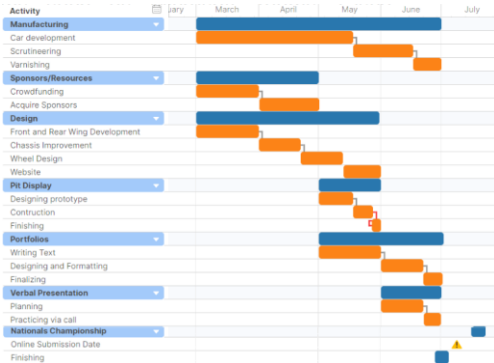 Activity uary March April May June July
Manufacturing
Car development
Scrutineering
Varnishing
Sponsors/Resources
Crowdfunding
Acquire Sponsors
Design
Front and Rear Wing Development
Chassis Improvement
Wheel Design
Website
Pit Display
Designing prototype
Contruction
Finishing
Portfolios
Writing Text
Designing and Formatting
Finalizing
Verbal Presentation
Planning
Practicing via call
Nationals Championship
Online Submission Date
Finishing